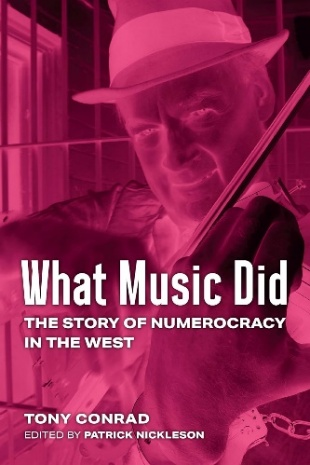 What Music Did
THE STORY OF NUMEROCRACY
IN THE WEST
TONY CONRAD
EDITED BY PATRICK NICKLESON